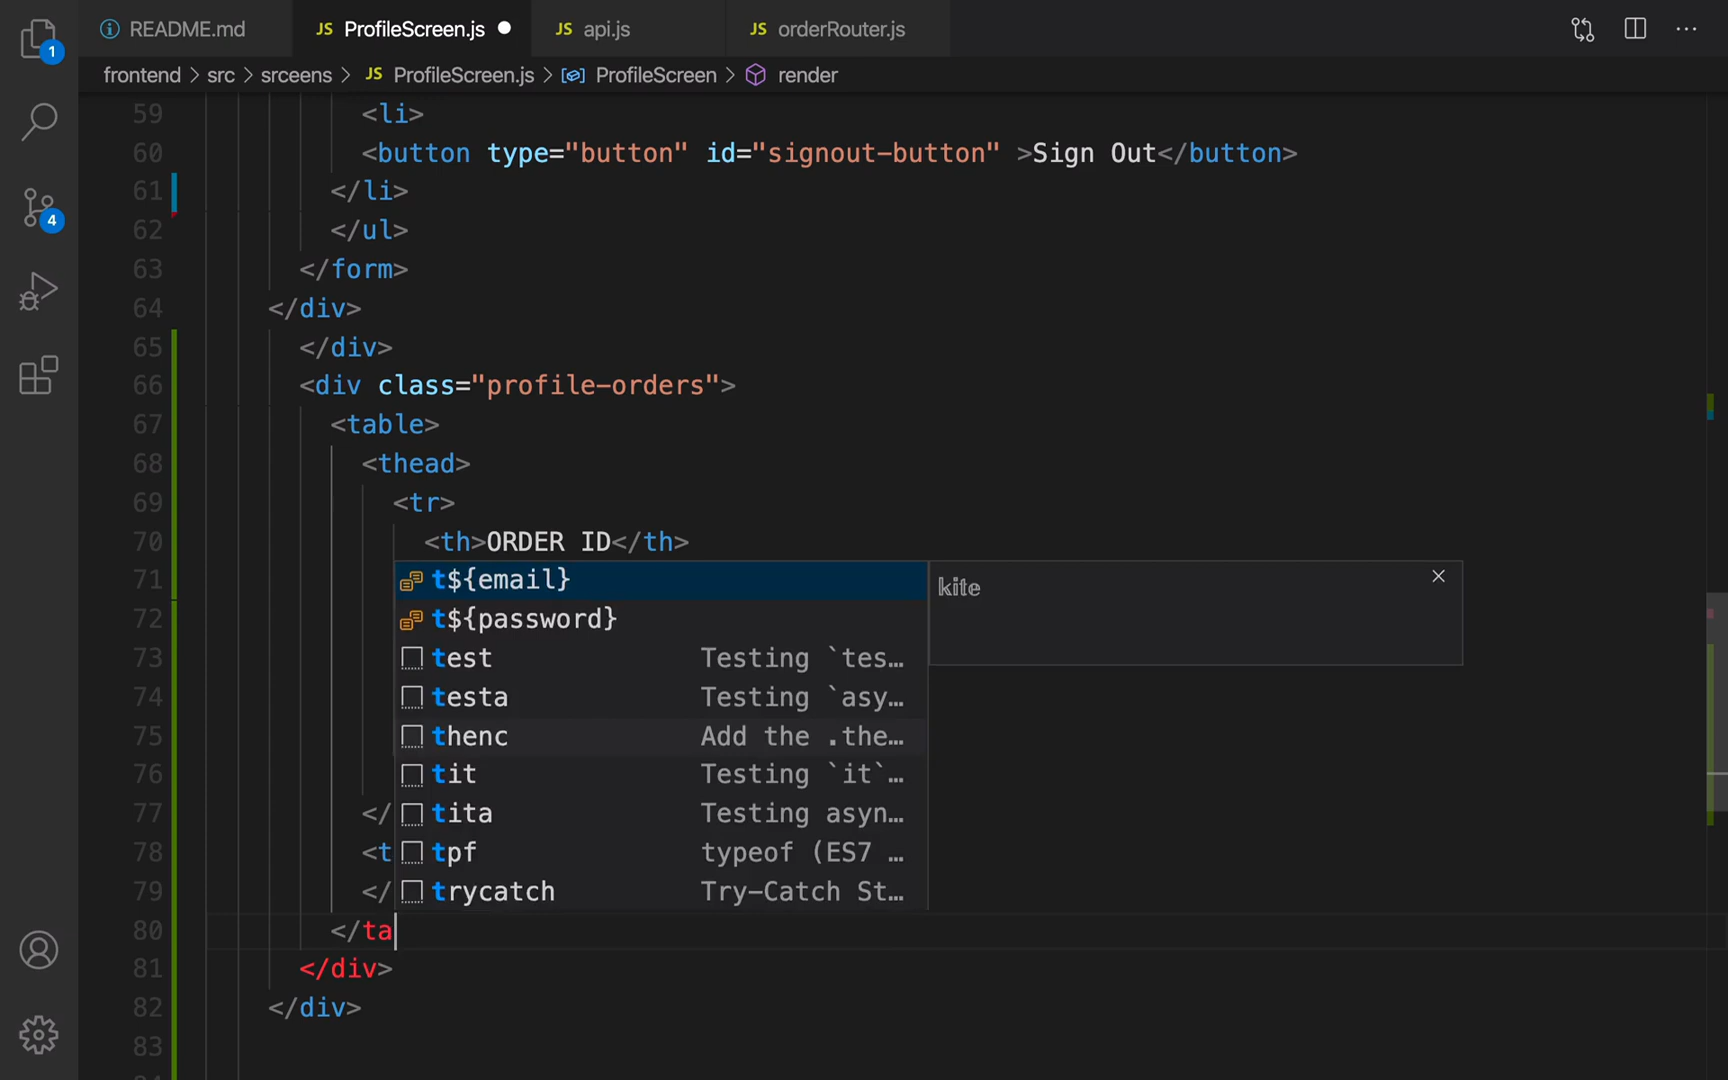 README.md
JS ProfileScreen.js
JS api.js
JS orderRouter.js
1
frontend > src > srceens > JS ProfileScreen.js > ProfileScreen > render
4
59 <li>
60 <button type="button" id="signout-button" >Sign Out</button>
61 </li>
62 </ul>
63 </form>
64 </div>
65 </div>
66 <div class="profile-orders">
67 <table>
68 <thead>
69 <tr>
70 <th>ORDER ID</th>
71 t${email}
kite
72 t${password}
73 test Testing `tes…
74 testa Testing `asy…
75 thenc Add the .the…
76 tit Testing `it`…
77 </ tita Testing asyn…
78 <t tpf typeof (ES7 …
79 </ trycatch Try-Catch St…
80 </ta
81 </div>
82 </div>
83